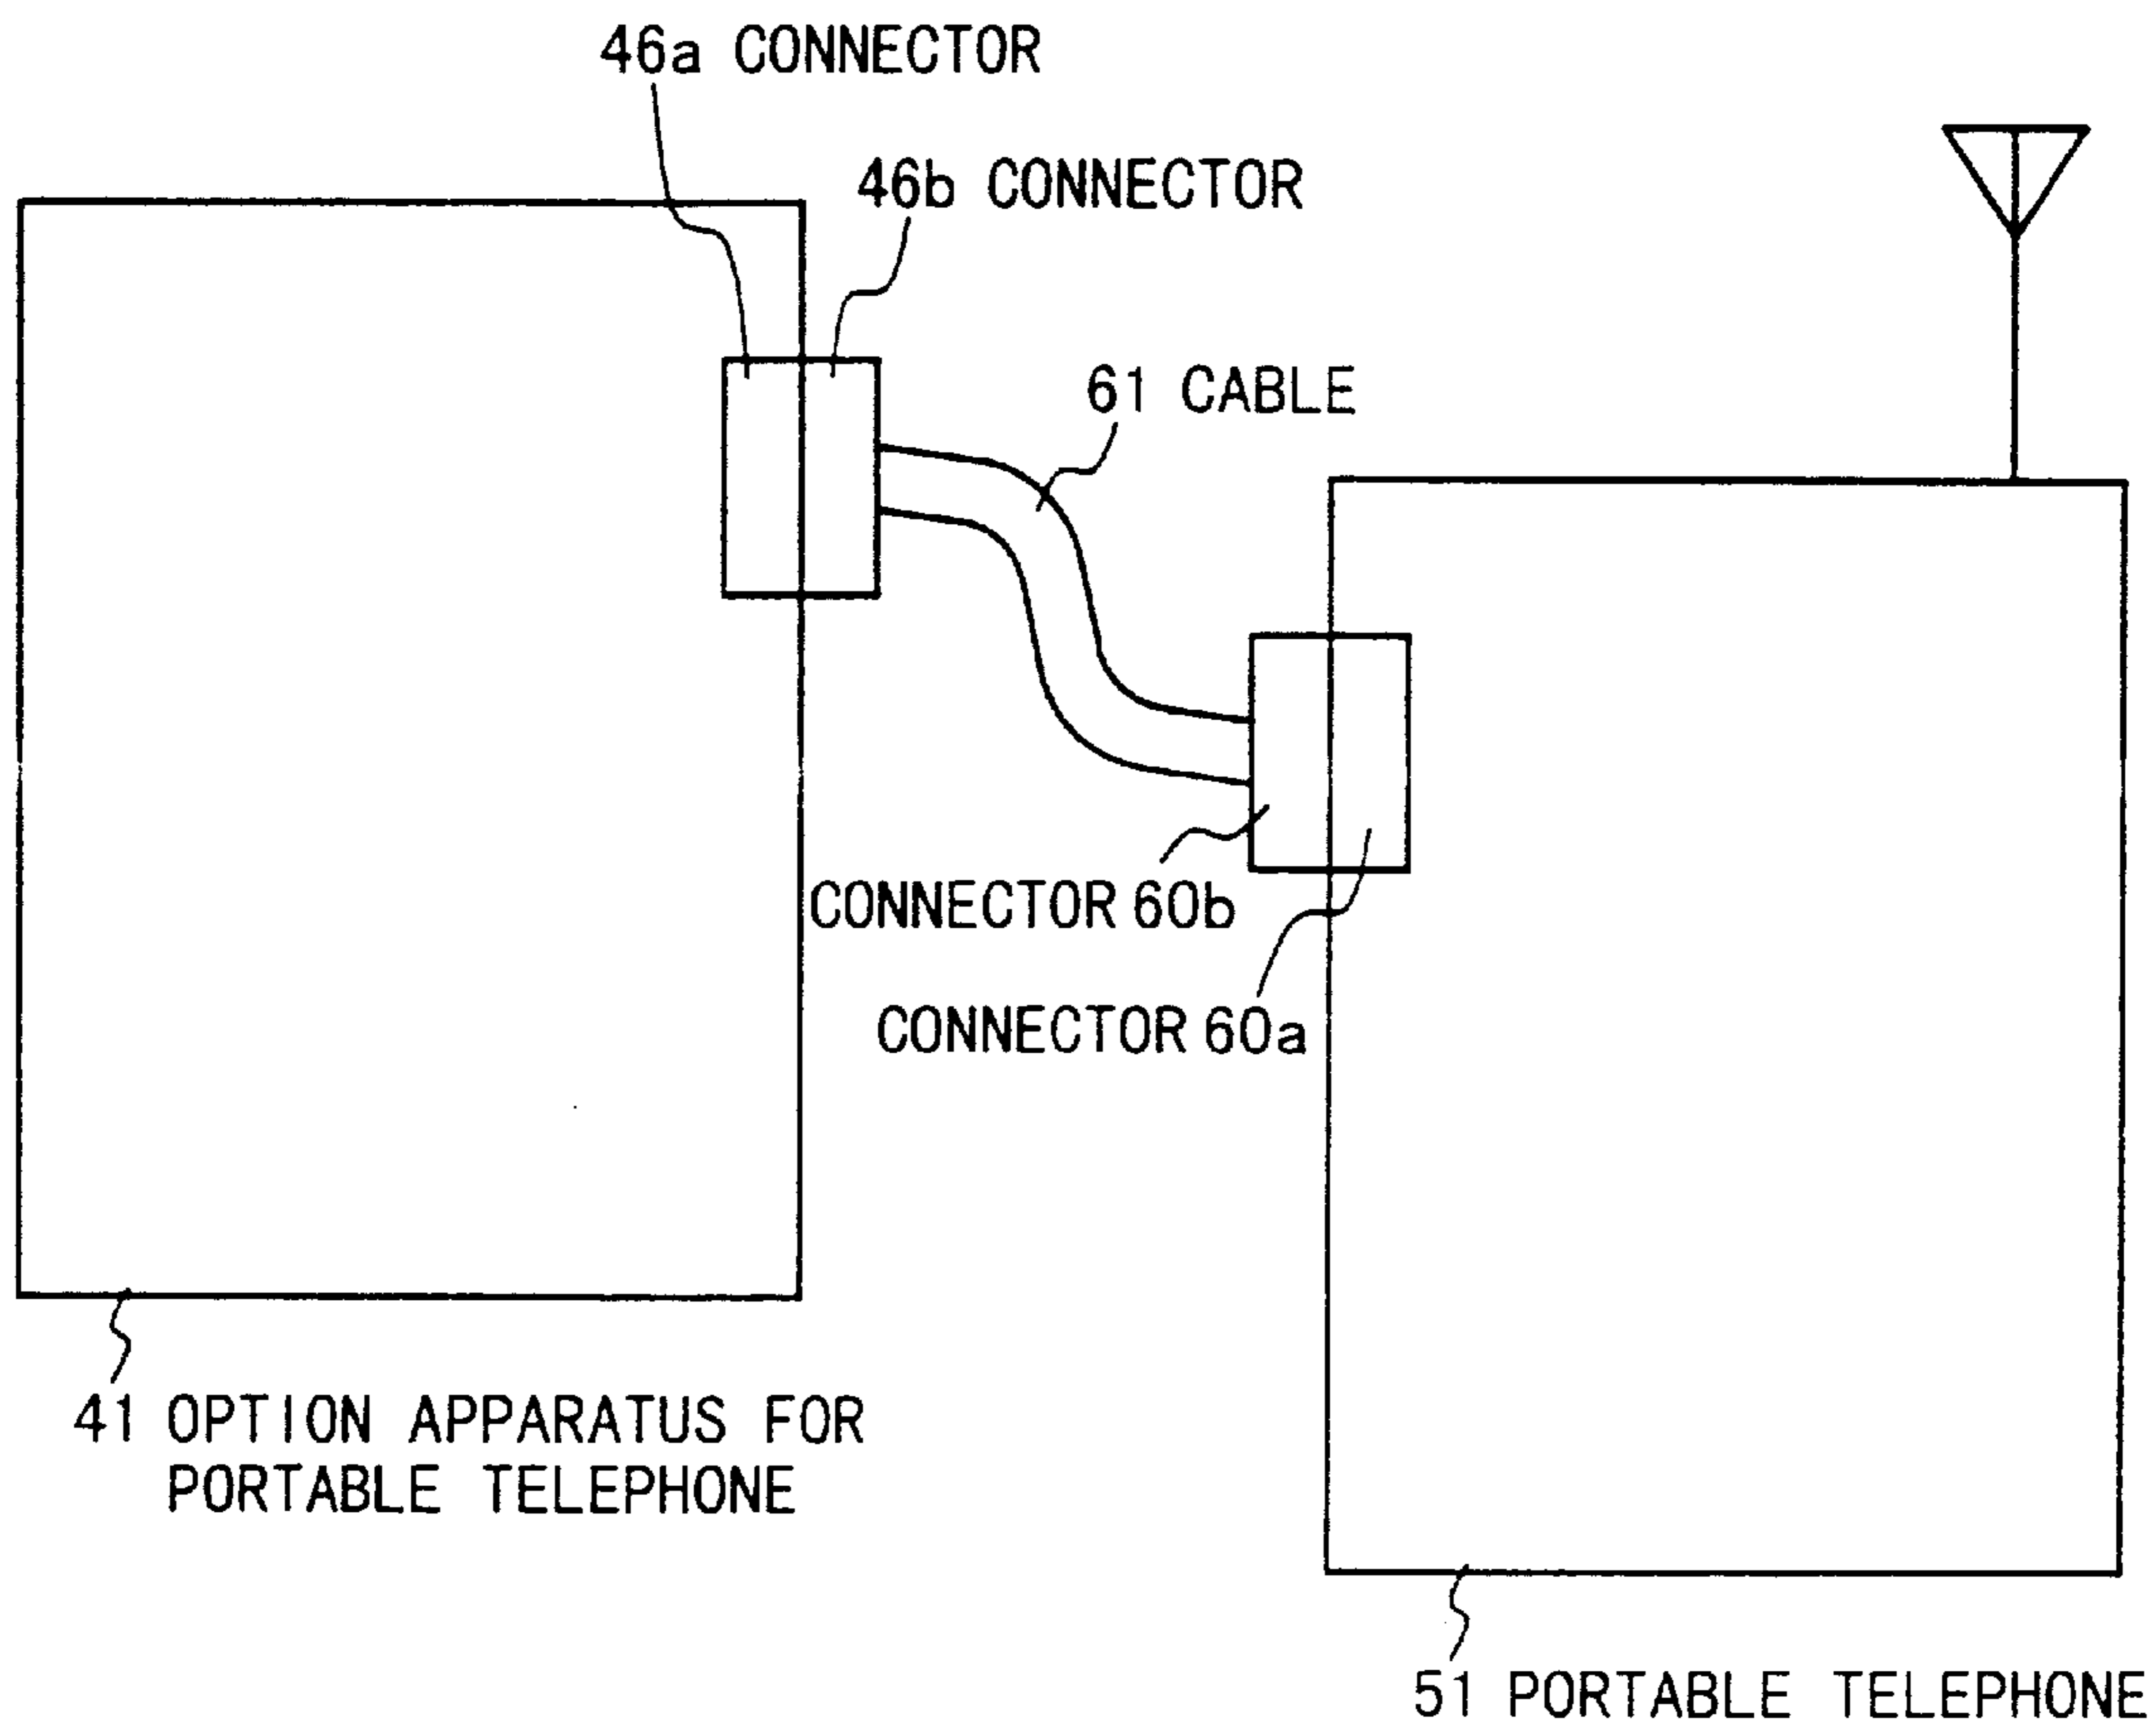 46a CONNECTOR
46b CONNECTOR
61 CABLE
CONNECTOR 60b
CONNECTOR 60a
41 OPTION APPARATUS FOR
PORTABLE TELEPHONE
51 PORTABLE TELEPHONE